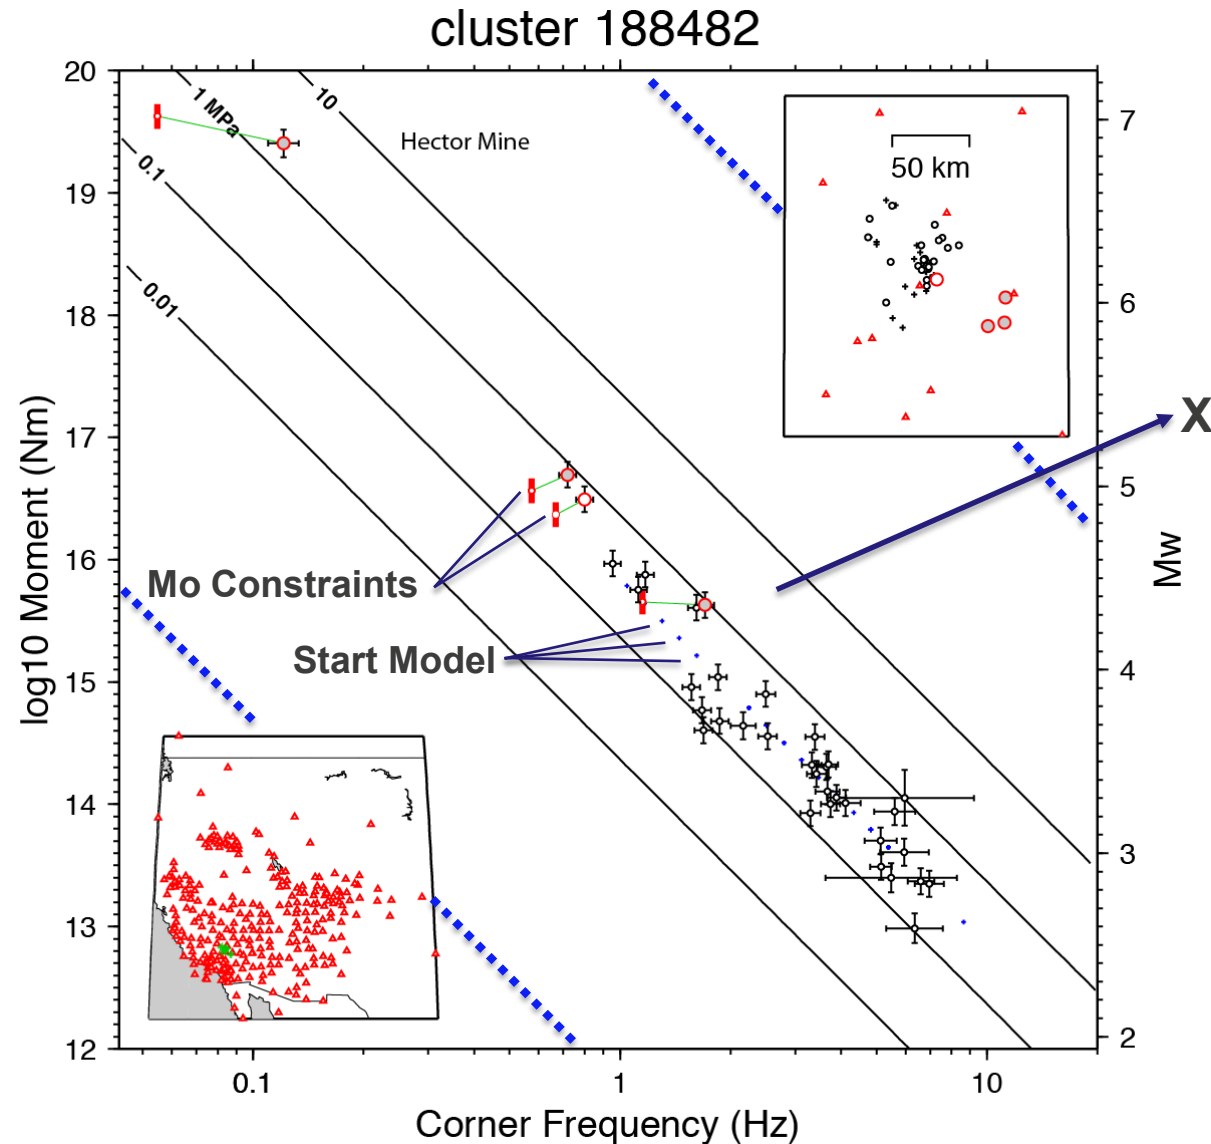 cluster 188482
20
19
18
17
16
15
14
13
12
log10 Moment (Nm)
1 MPa
10
0.1
0.01
Hector Mine
50 km
7
6
5
4
3
2
Mw
X
Mo Constraints
Start Model
0.1
1
10
Corner Frequency (Hz)